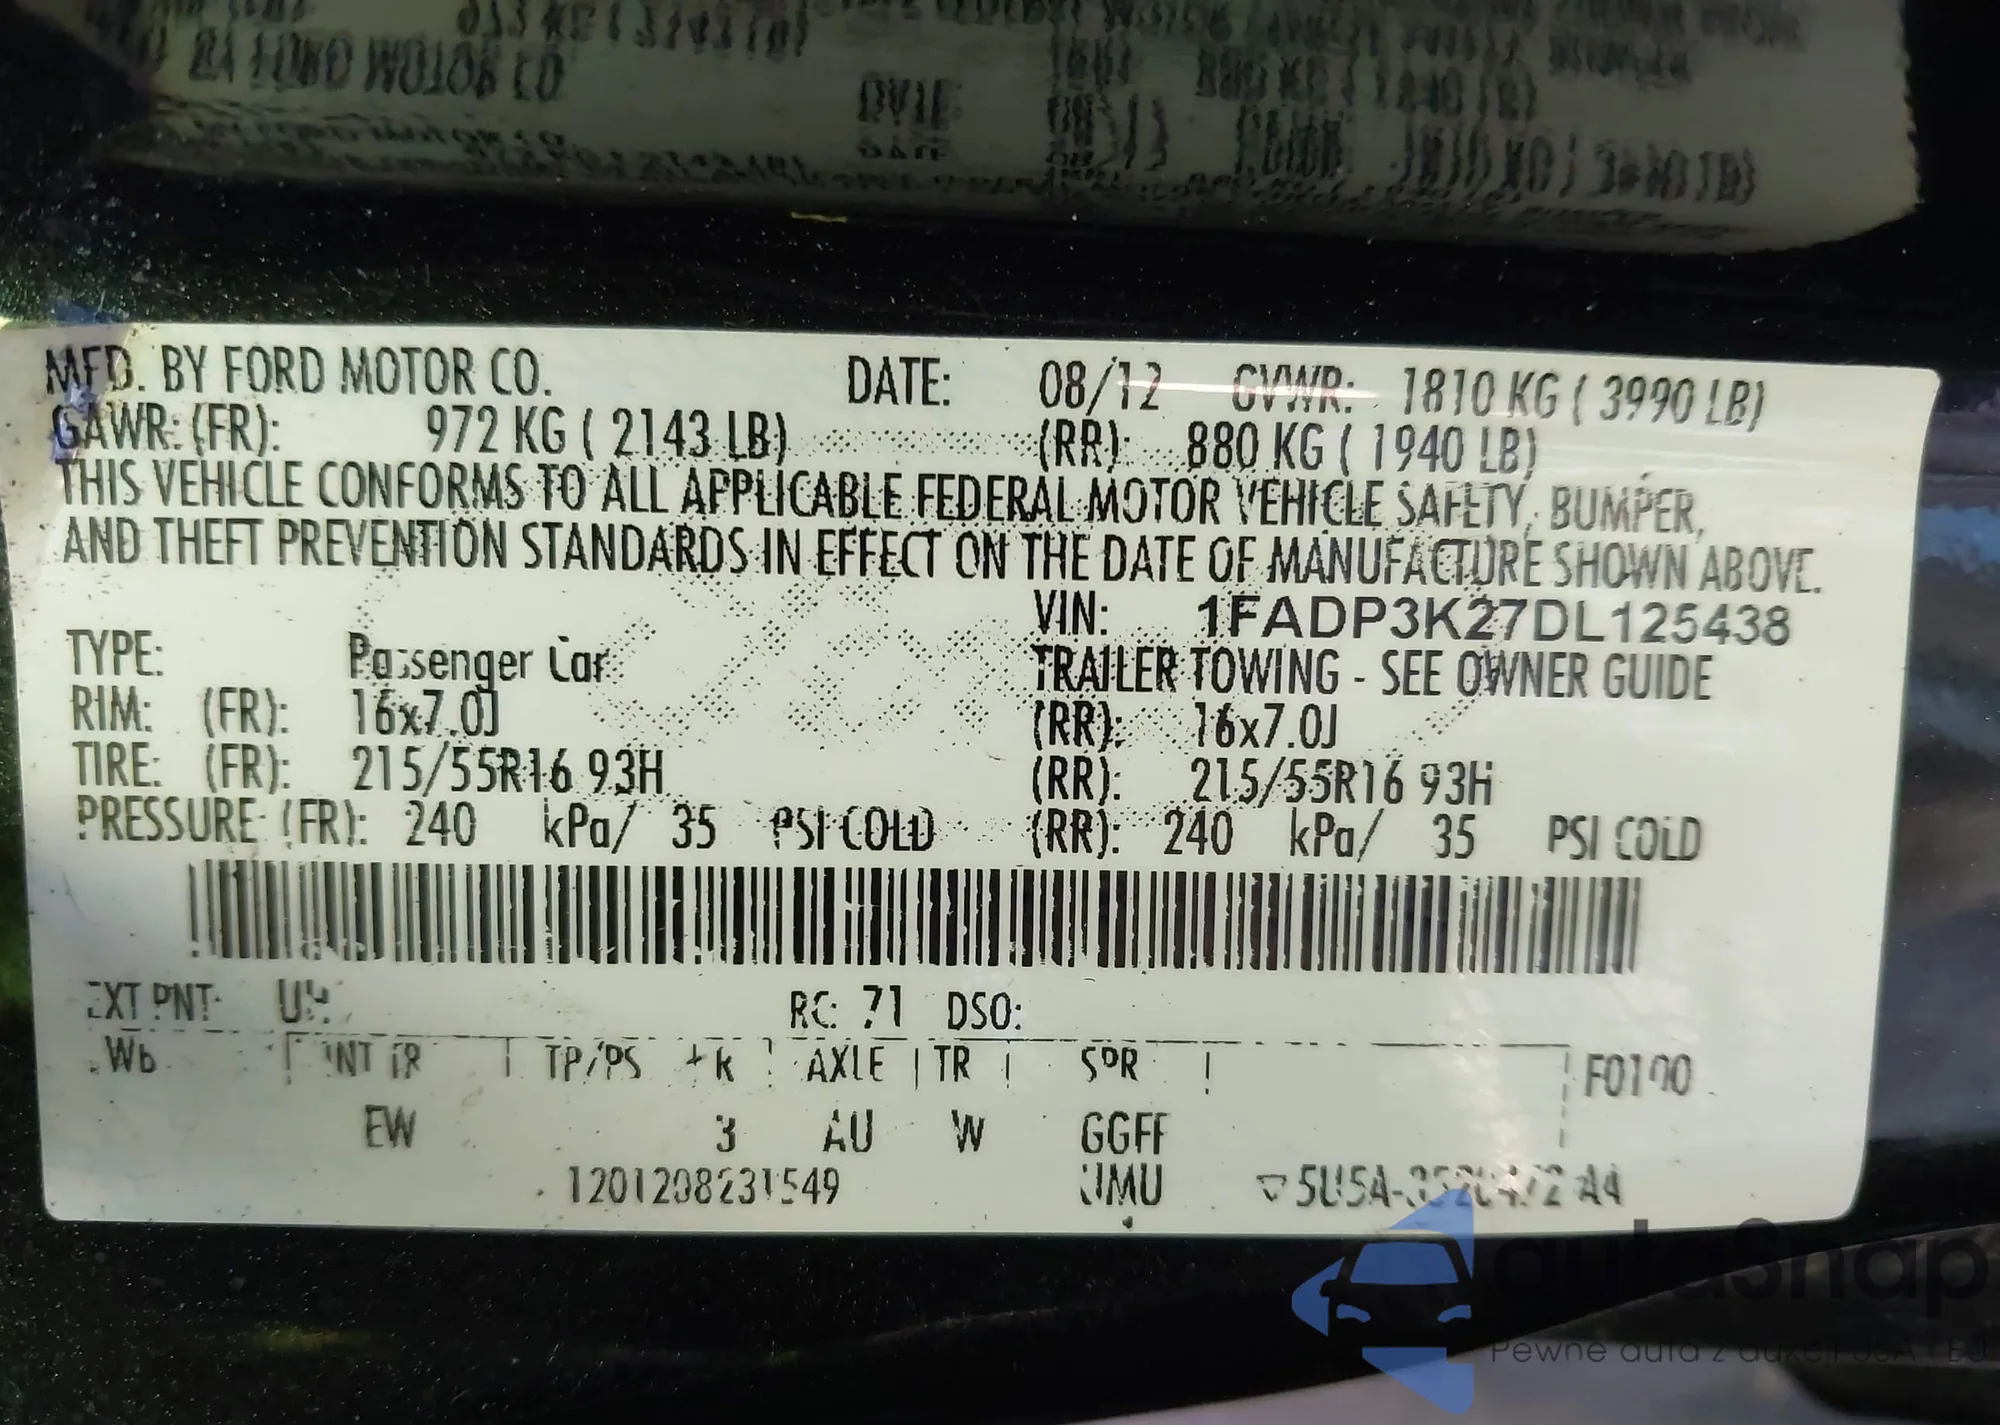 MFD. BY FORD MOTOR CO. DATE: 08/12 GVWR: 1810 KG ( 3990 LB)
GAWR: (FR): 972 KG ( 2143 LB) (RR): 880 KG ( 1940 LB)
THIS VEHICLE CONFORMS TO ALL APPLICABLE FEDERAL MOTOR VEHICLE SAFETY, BUMPER,
AND THEFT PREVENTION STANDARDS IN EFFECT ON THE DATE OF MANUFACTURE SHOWN ABOVE.
VIN: 1FADP3K27DL125438
TYPE: Passenger Car TRAILER TOWING - SEE OWNER GUIDE
RIM: (FR): 16x7.0J (RR): 16x7.0J
TIRE: (FR): 215/55R16 93H (RR): 215/55R16 93H
PRESSURE (FR): 240 kPa/ 35 PSI COLD (RR): 240 kPa/ 35 PSI COLD
EXT PNT: RC: 71 DSO:
WB INT TR TP/PS R AXLE TR SPR F0100
EW 3 AU W GGFF
1201208231549 UMU
autoSnap
Pewne auta z aukcji USA i EU